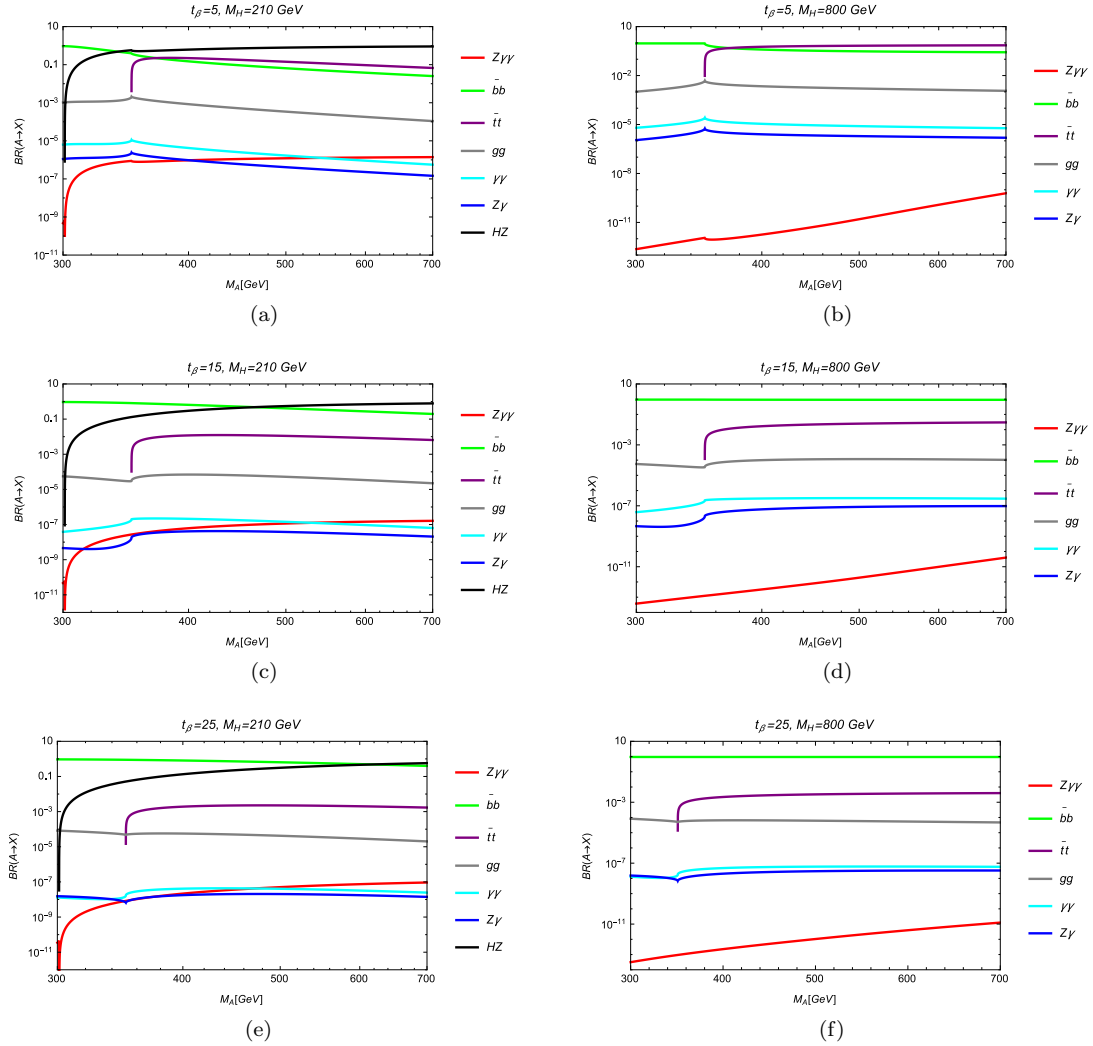 t_β=5, M_H=210 GeV
BR(A→X)
10
0.1
10⁻³
10⁻⁵
10⁻⁷
10⁻⁹
10⁻¹¹
300 400 500 600 700
M_A[GeV]
Zγγ
b̄b
t̄t
gg
γγ
Zγ
HZ
(a)
t_β=5, M_H=800 GeV
BR(A→X)
10
0.1
10⁻²
10⁻⁵
10⁻⁸
10⁻¹¹
300 400 500 600 700
M_A[GeV]
Zγγ
b̄b
t̄t
gg
γγ
Zγ
(b)
t_β=15, M_H=210 GeV
BR(A→X)
10
0.1
10⁻³
10⁻⁵
10⁻⁷
10⁻⁹
10⁻¹¹
300 400 500 600 700
M_A[GeV]
Zγγ
b̄b
t̄t
gg
γγ
Zγ
HZ
(c)
t_β=15, M_H=800 GeV
BR(A→X)
10
0.1
10⁻³
10⁻⁷
10⁻¹¹
300 400 500 600 700
M_A[GeV]
Zγγ
b̄b
t̄t
gg
γγ
Zγ
(d)
t_β=25, M_H=210 GeV
BR(A→X)
10
0.1
10⁻³
10⁻⁵
10⁻⁷
10⁻⁹
10⁻¹¹
300 400 500 600 700
M_A[GeV]
Zγγ
b̄b
t̄t
gg
γγ
Zγ
HZ
(e)
t_β=25, M_H=800 GeV
BR(A→X)
10
0.1
10⁻³
10⁻⁷
10⁻¹¹
300 400 500 600 700
M_A[GeV]
Zγγ
b̄b
t̄t
gg
γγ
Zγ
(f)